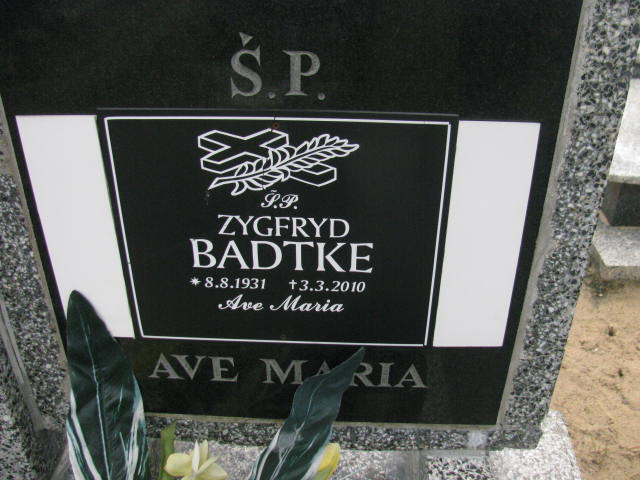 Ś.P.
Ś.P.
ZYGFRYD
BADTKE
* 8.8.1931 †3.3.2010
Ave Maria
AVE MARIA